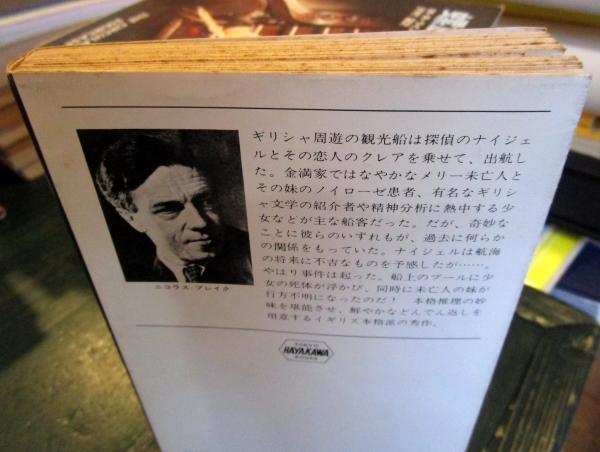 ギリシャ周遊の観光船は探偵のナイジェ
ルとその恋人のクレアを乗せて、出航し
た。金満家ではなやかなメリー未亡人と
その妹のノイローゼ患者、有名なギリシ
ャ文学の紹介者や精神分析に熱中する少
女などが主な船客だった。だが、奇妙な
ことに彼らのいずれもが、過去に何らか
の関係をもっていた。ナイジェルは航海
の将来に不吉なものを予感したが……。
やはり事件は起った。船上のプールに少
女の死体が浮かび、同時に未亡人の妹が
行方不明になったのだ！　本格推理の妙
味を堪能させ、鮮やかなどんでん返しを
用意するイギリス本格派の秀作。
ニコラス・ブレイク
TOKYO
HAYAKAWA
BOOKS